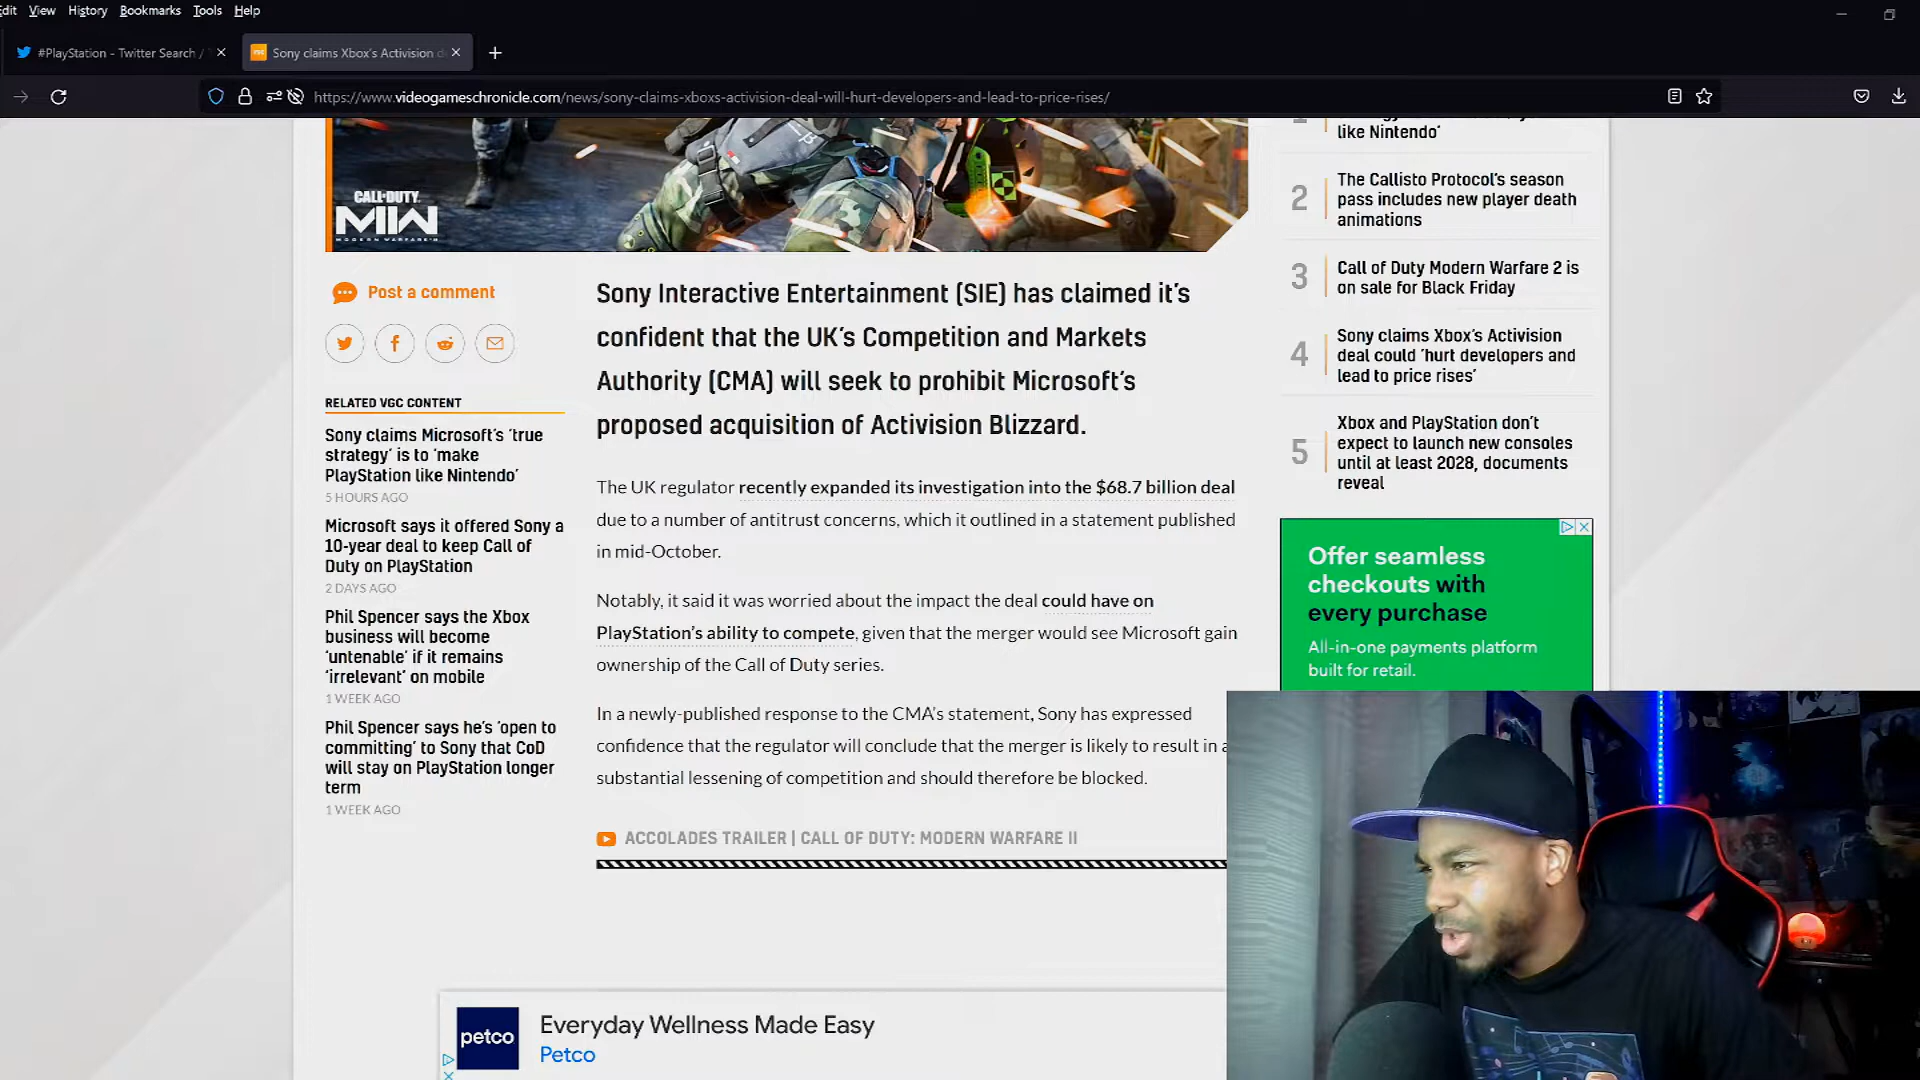 Edit View History Bookmarks Tools Help
#PlayStation - Twitter Search /
Sony claims Xbox's Activision de
https://www.videogameschronicle.com/news/sony-claims-xboxs-activision-deal-will-hurt-developers-and-lead-to-price-rises/
CALL OF DUTY
MW
MODERN WARFARE II
Post a comment
RELATED VGC CONTENT
Sony claims Microsoft's 'true
strategy' is to 'make
PlayStation like Nintendo'
5 HOURS AGO
Microsoft says it offered Sony a
10-year deal to keep Call of
Duty on PlayStation
2 DAYS AGO
Phil Spencer says the Xbox
business will become
'untenable' if it remains
'irrelevant' on mobile
1 WEEK AGO
Phil Spencer says he's 'open to
committing' to Sony that CoD
will stay on PlayStation longer
term
1 WEEK AGO
Sony Interactive Entertainment (SIE) has claimed it's
confident that the UK's Competition and Markets
Authority (CMA) will seek to prohibit Microsoft's
proposed acquisition of Activision Blizzard.
The UK regulator recently expanded its investigation into the $68.7 billion deal
due to a number of antitrust concerns, which it outlined in a statement published
in mid-October.
Notably, it said it was worried about the impact the deal could have on
PlayStation's ability to compete, given that the merger would see Microsoft gain
ownership of the Call of Duty series.
In a newly-published response to the CMA's statement, Sony has expressed
confidence that the regulator will conclude that the merger is likely to result in a
substantial lessening of competition and should therefore be blocked.
ACCOLADES TRAILER | CALL OF DUTY: MODERN WARFARE II
like Nintendo'
2
The Callisto Protocol's season
pass includes new player death
animations
3
Call of Duty Modern Warfare 2 is
on sale for Black Friday
4
Sony claims Xbox's Activision
deal could 'hurt developers and
lead to price rises'
5
Xbox and PlayStation don't
expect to launch new consoles
until at least 2028, documents
reveal
Offer seamless
checkouts with
every purchase
All-in-one payments platform
built for retail.
petco
Everyday Wellness Made Easy
Petco